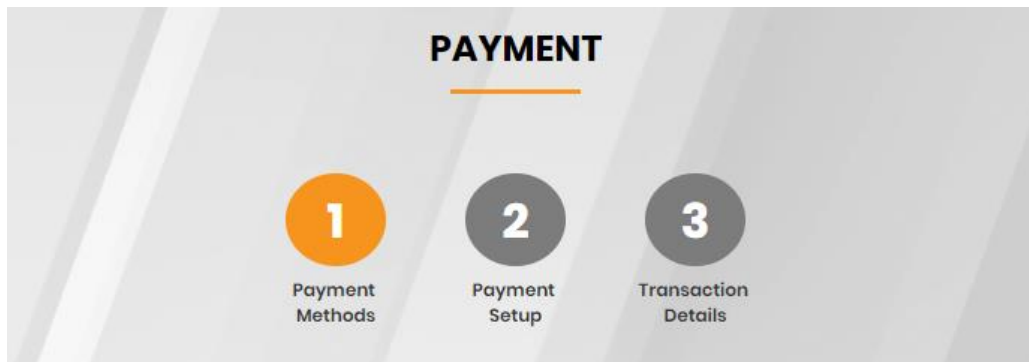 PAYMENT
1
2
3
Payment
Methods
Payment
Setup
Transaction
Details